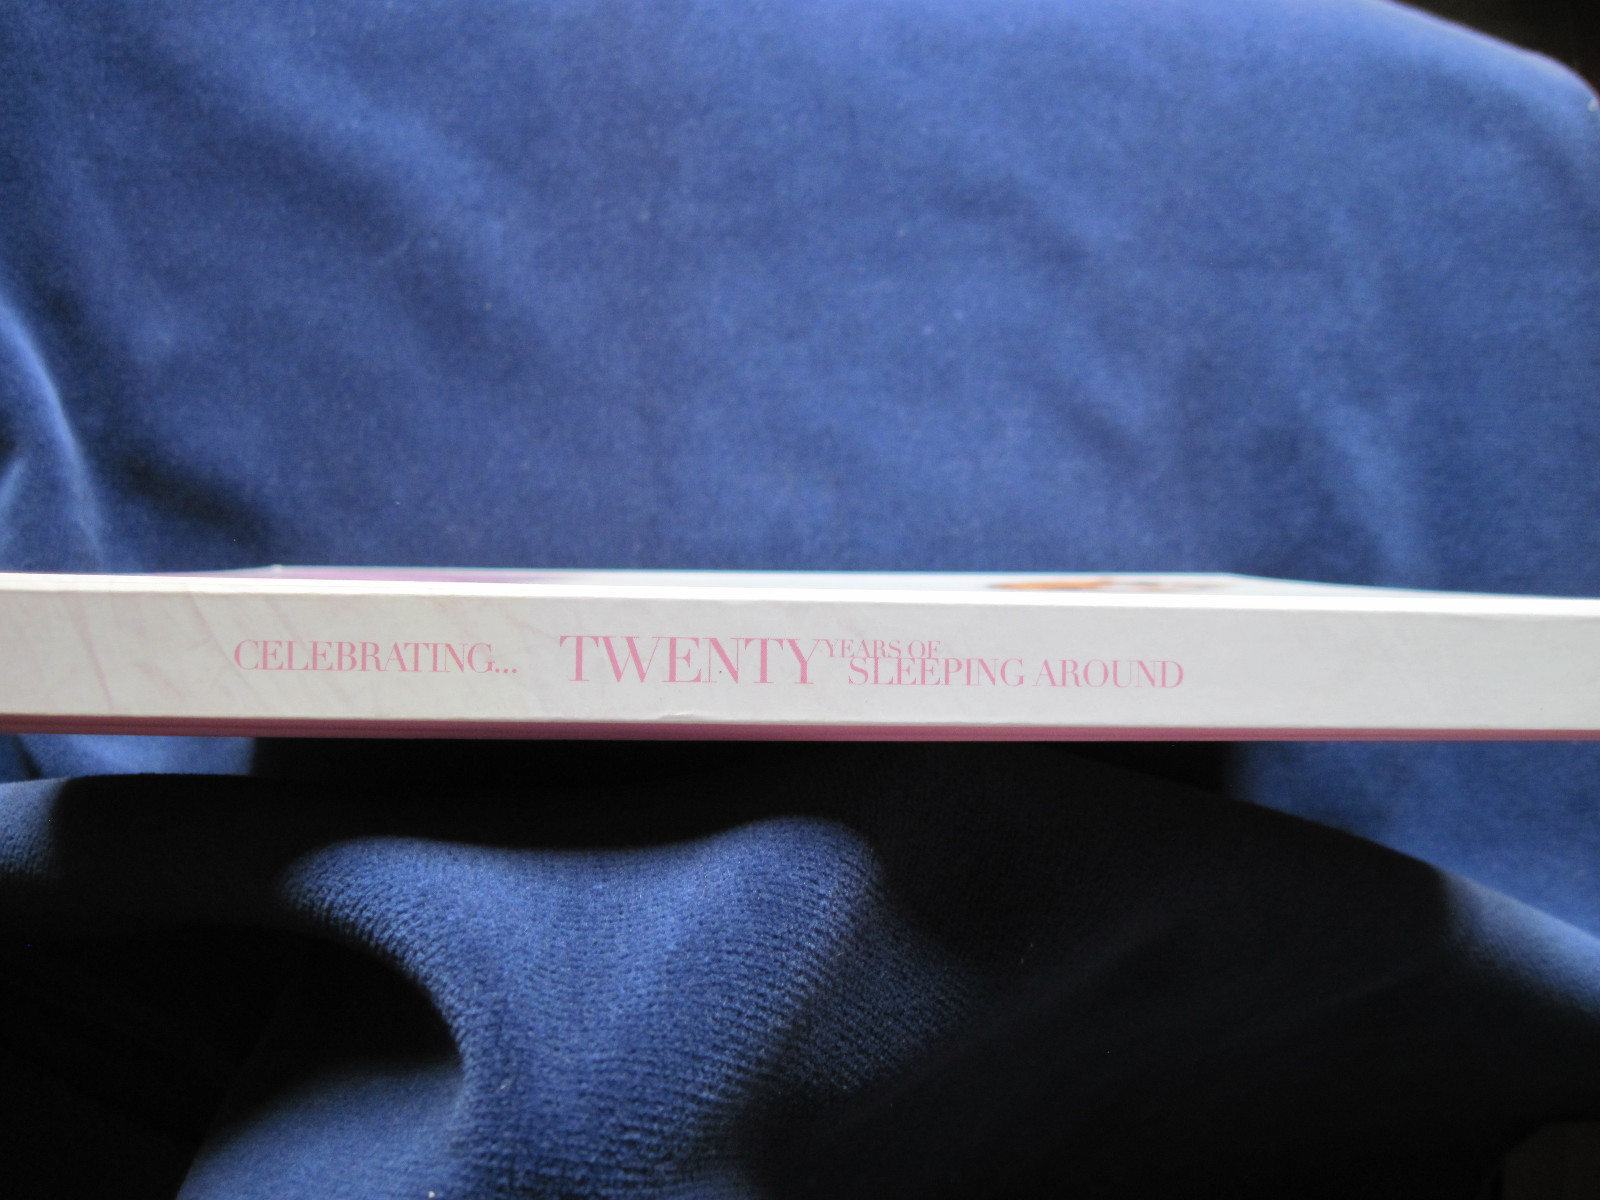 CELEBRATING... TWENTY YEARS OF
SLEEPING AROUND